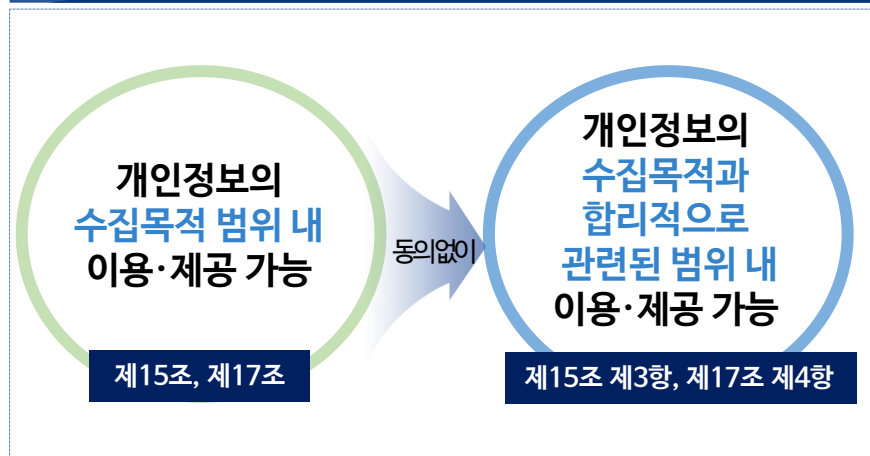 개인정보의
수집목적 범위 내
이용·제공 가능
제15조, 제17조
동의없이
개인정보의
수집목적과
합리적으로
관련된 범위 내
이용·제공 가능
제15조 제3항, 제17조 제4항